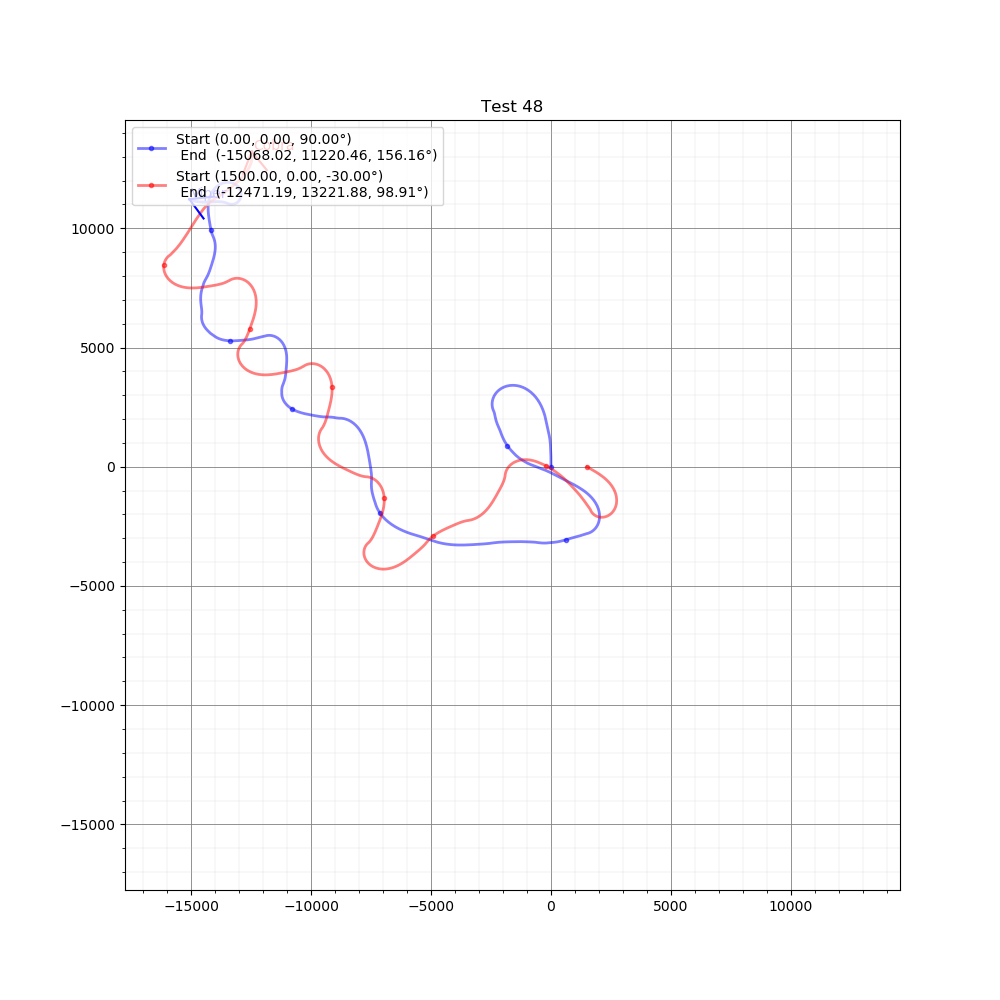 Test 48
Start (0.00, 0.00, 90.00°)
End (-15068.02, 11220.46, 156.16°)
Start (1500.00, 0.00, -30.00°)
End (-12471.19, 13221.88, 98.91°)
10000
5000
0
−5000
−10000
−15000
−15000 −10000 −5000 0 5000 10000